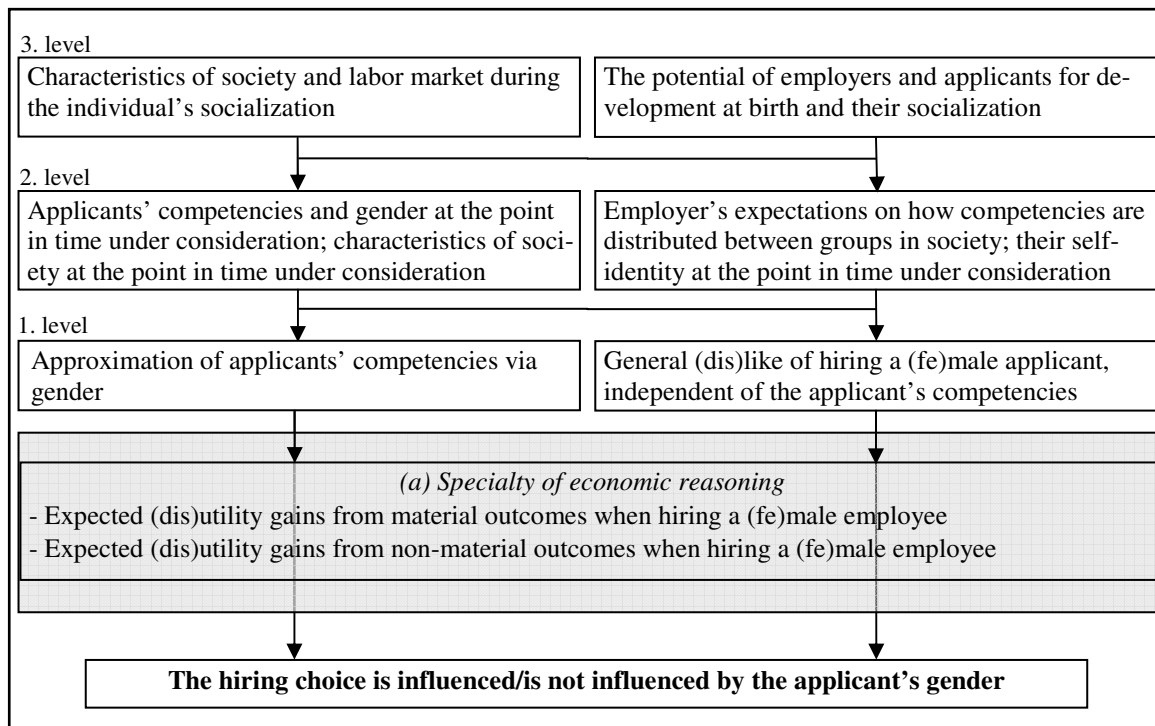 3. level
Characteristics of society and labor market during
the individual's socialization
The potential of employers and applicants for de-
velopment at birth and their socialization
2. level
Applicants' competencies and gender at the point
in time under consideration; characteristics of soci-
ety at the point in time under consideration
Employer's expectations on how competencies are
distributed between groups in society; their self-
identity at the point in time under consideration
1. level
Approximation of applicants' competencies via
gender
General (dis)like of hiring a (fe)male applicant,
independent of the applicant's competencies
(a) Specialty of economic reasoning
- Expected (dis)utility gains from material outcomes when hiring a (fe)male employee
- Expected (dis)utility gains from non-material outcomes when hiring a (fe)male employee
The hiring choice is influenced/is not influenced by the applicant's gender